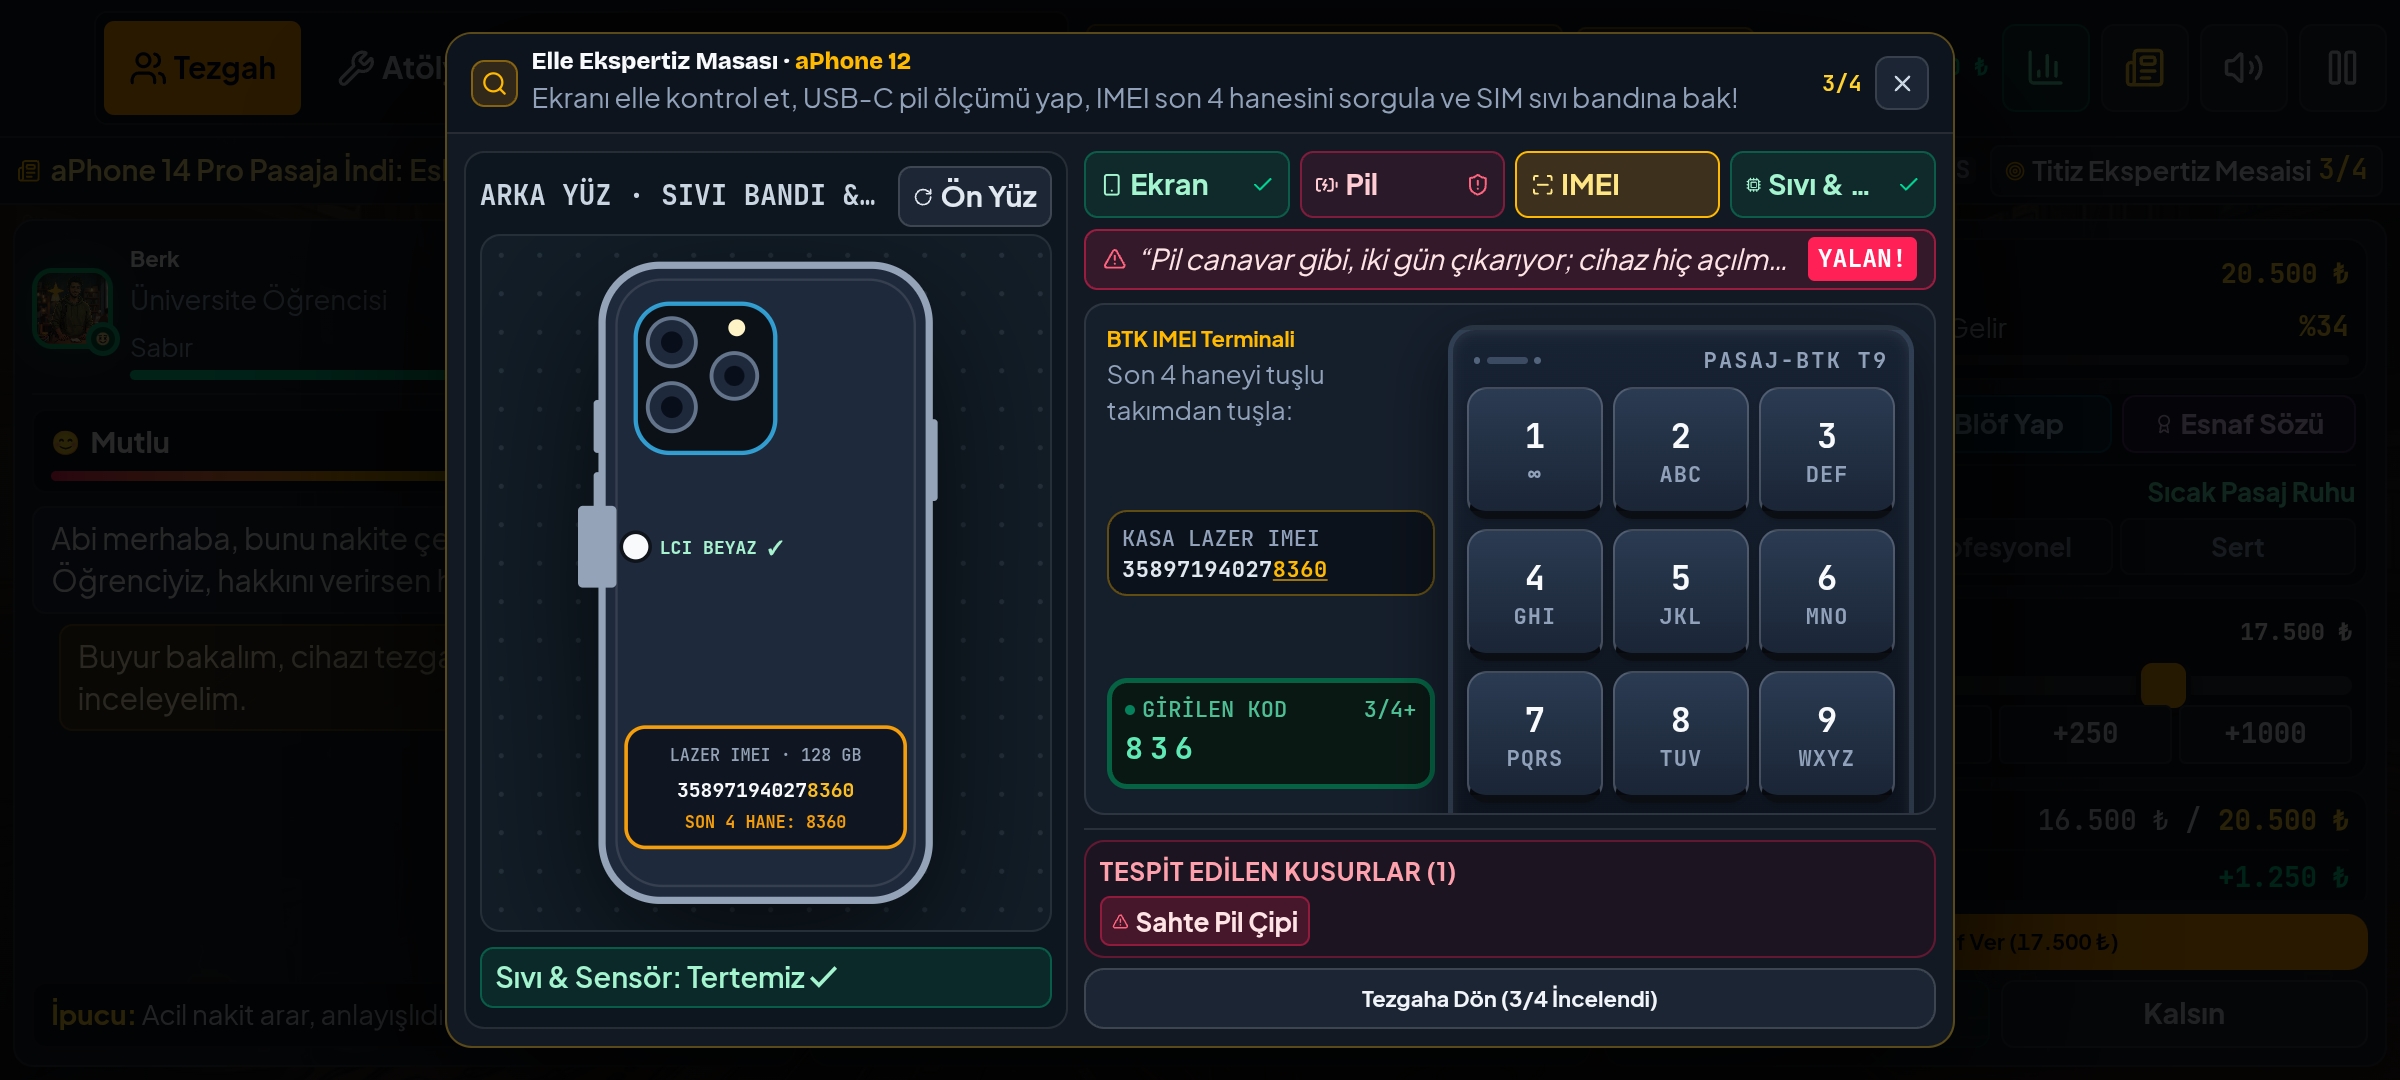 Tezgah
Atöl
Elle Ekspertiz Masası · aPhone 12
Ekranı elle kontrol et, USB-C pil ölçümü yap, IMEI son 4 hanesini sorgula ve SIM sıvı bandına bak!
3/4
aPhone 14 Pro Pasaja İndi: Es
Titiz Ekspertiz Mesaisi 3/4
Berk
Üniversite Öğrencisi
Sabır
Mutlu
Abi merhaba, bunu nakite çe
Öğrenciyiz, hakkını verirsen h
Buyur bakalım, cihazı tezga
inceleyelim.
İpucu: Acil nakit arar, anlayışlıdı
ARKA YÜZ · SIVI BANDI &…
Ön Yüz
LCI BEYAZ ✓
LAZER IMEI · 128 GB
358971940278360
SON 4 HANE: 8360
Sıvı & Sensör: Tertemiz ✓
Ekran
Pil
IMEI
Sıvı & …
“Pil canavar gibi, iki gün çıkarıyor; cihaz hiç açılm…
YALAN!
BTK IMEI Terminali
Son 4 haneyi tuşlu
takımdan tuşla:
KASA LAZER IMEI
358971940278360
GİRİLEN KOD 3/4+
836
PASAJ-BTK T9
1 2 3
∞ ABC DEF
4 5 6
GHI JKL MNO
7 8 9
PQRS TUV WXYZ
TESPİT EDİLEN KUSURLAR (1)
Sahte Pil Çipi
Tezgaha Dön (3/4 İncelendi)
20.500 ₺
Gelir %34
Blöf Yap
Esnaf Sözü
Sıcak Pasaj Ruhu
ofesyonel
Sert
17.500 ₺
+250
+1000
16.500 ₺ / 20.500 ₺
+1.250 ₺
f Ver (17.500 ₺)
Kalsın